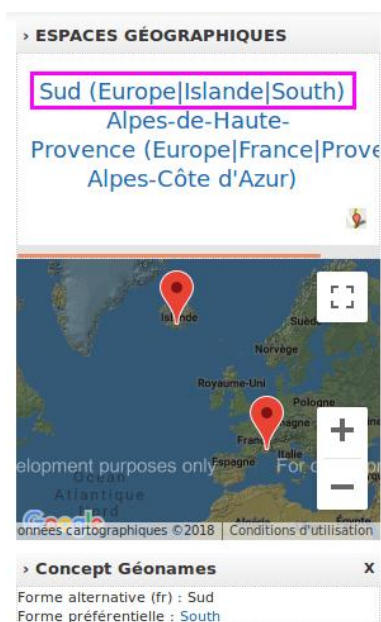 › ESPACES GÉOGRAPHIQUES
Sud (Europe|Islande|South)
Alpes-de-Haute-
Provence (Europe|France|Prove
Alpes-Côte d'Azur)
Islande
Suède
Norvège
Royaume-Uni
Pologne
Italie
Espagne
elopment purposes only
For
Océan
Atlantique
Google
onnées cartographiques ©2018 | Conditions d'utilisation
› Concept Géonames X
Forme alternative (fr) : Sud
Forme préférentielle : South